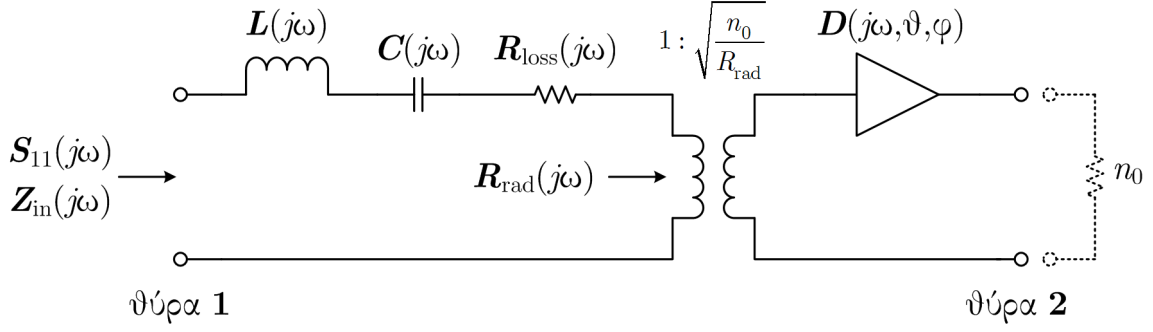 L(jω)
C(jω)
R_loss(jω)
1 : √(n_0/R_rad)
D(jω,ϑ,φ)
S_11(jω)
Z_in(jω)
R_rad(jω)
n_0
ϑύρα 1
ϑύρα 2